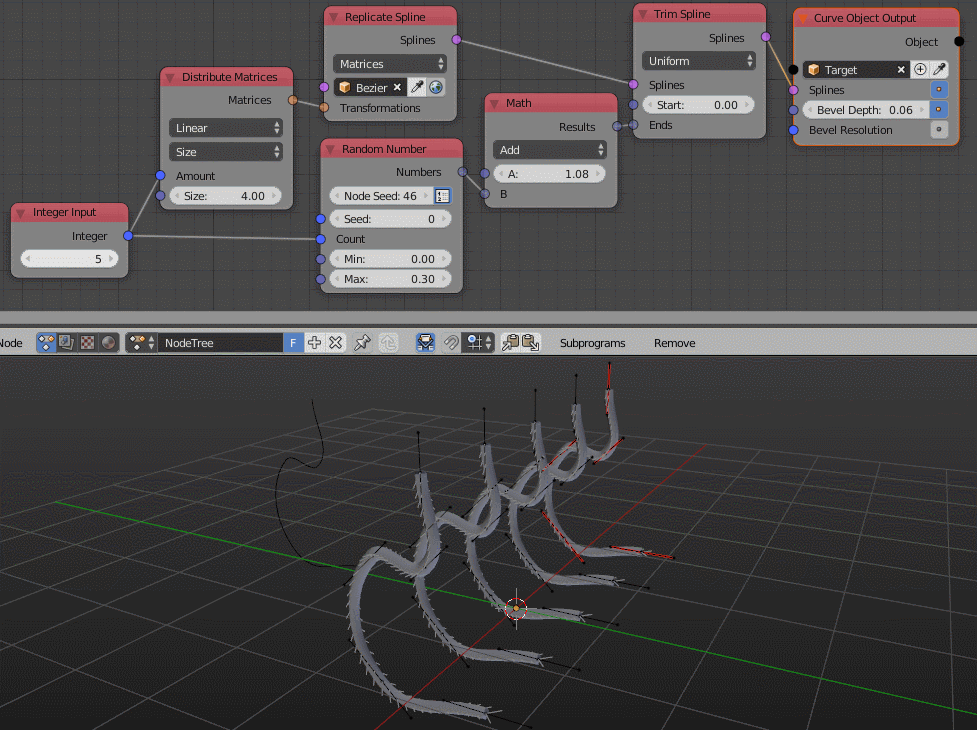 Replicate Spline
Splines
Matrices
Bezier
Transformations
Trim Spline
Splines
Uniform
Splines
Start: 0.00
Ends
Curve Object Output
Object
Target
Splines
Bevel Depth: 0.06
Bevel Resolution
Distribute Matrices
Matrices
Linear
Size
Amount
Size: 4.00
Math
Results
Add
A: 1.08
B
Random Number
Numbers
Node Seed: 46
Seed: 0
Count
Min: 0.00
Max: 0.30
Integer Input
Integer
5
Node
NodeTree
F
Subprograms
Remove